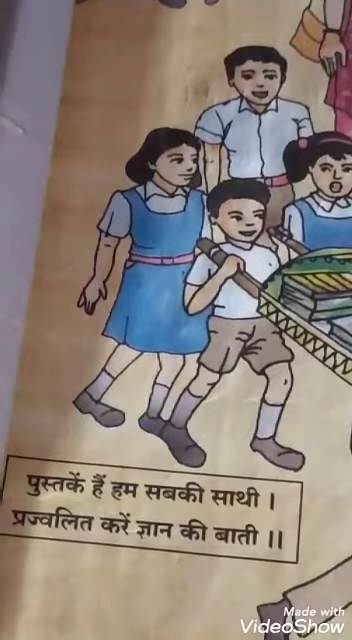 पुस्तकें हैं हम सबकी साथी ।
प्रज्वलित करें ज्ञान की बाती ।।
Made with
VideoShow